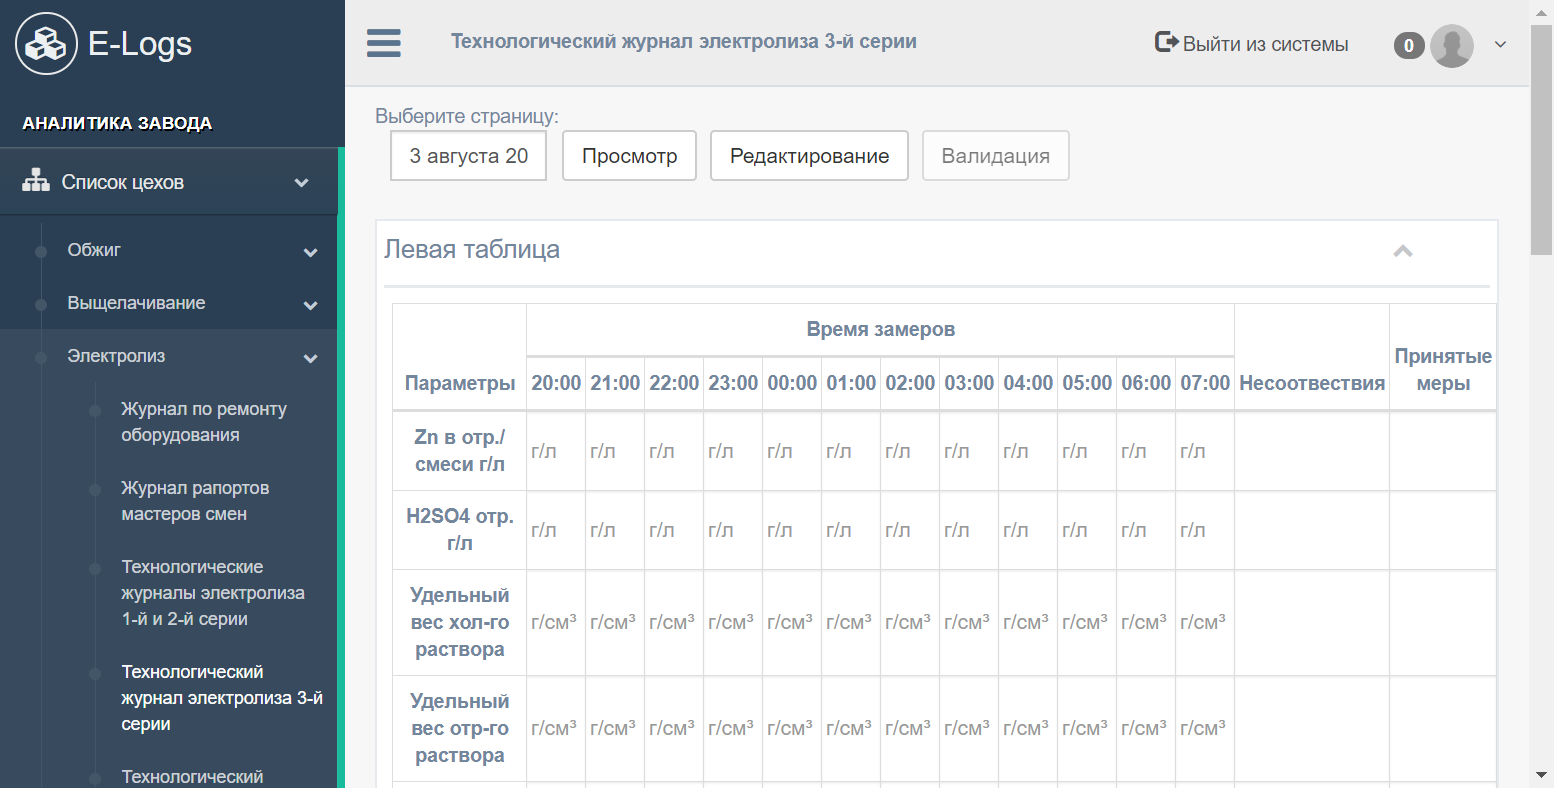 E-Logs
АНАЛИТИКА ЗАВОДА
Список цехов
Обжиг
Выщелачивание
Электролиз
Журнал по ремонту
оборудования
Журнал рапортов
мастеров смен
Технологические
журналы электролиза
1-й и 2-й серии
Технологический
журнал электролиза 3-й
серии
Технологический
Технологический журнал электролиза 3-й серии
Выйти из системы
0
Выберите страницу:
3 августа 20
Просмотр
Редактирование
Валидация
Левая таблица
Параметры
Время замеров
20:00 21:00 22:00 23:00 00:00 01:00 02:00 03:00 04:00 05:00 06:00 07:00
Несоотвествия
Принятые
меры
Zn в отр./
смеси г/л
г/л г/л г/л г/л г/л г/л г/л г/л г/л г/л г/л г/л
H2SO4 отр.
г/л
г/л г/л г/л г/л г/л г/л г/л г/л г/л г/л г/л г/л
Удельный
вес хол-го
раствора
г/см³ г/см³ г/см³ г/см³ г/см³ г/см³ г/см³ г/см³ г/см³ г/см³ г/см³ г/см³
Удельный
вес отр-го
раствора
г/см³ г/см³ г/см³ г/см³ г/см³ г/см³ г/см³ г/см³ г/см³ г/см³ г/см³ г/см³